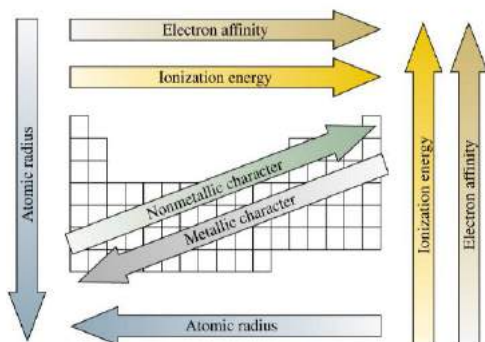 Electron affinity
Ionization energy
Atomic radius
Nonmetallic character
Metallic character
Ionization energy
Electron affinity
Atomic radius